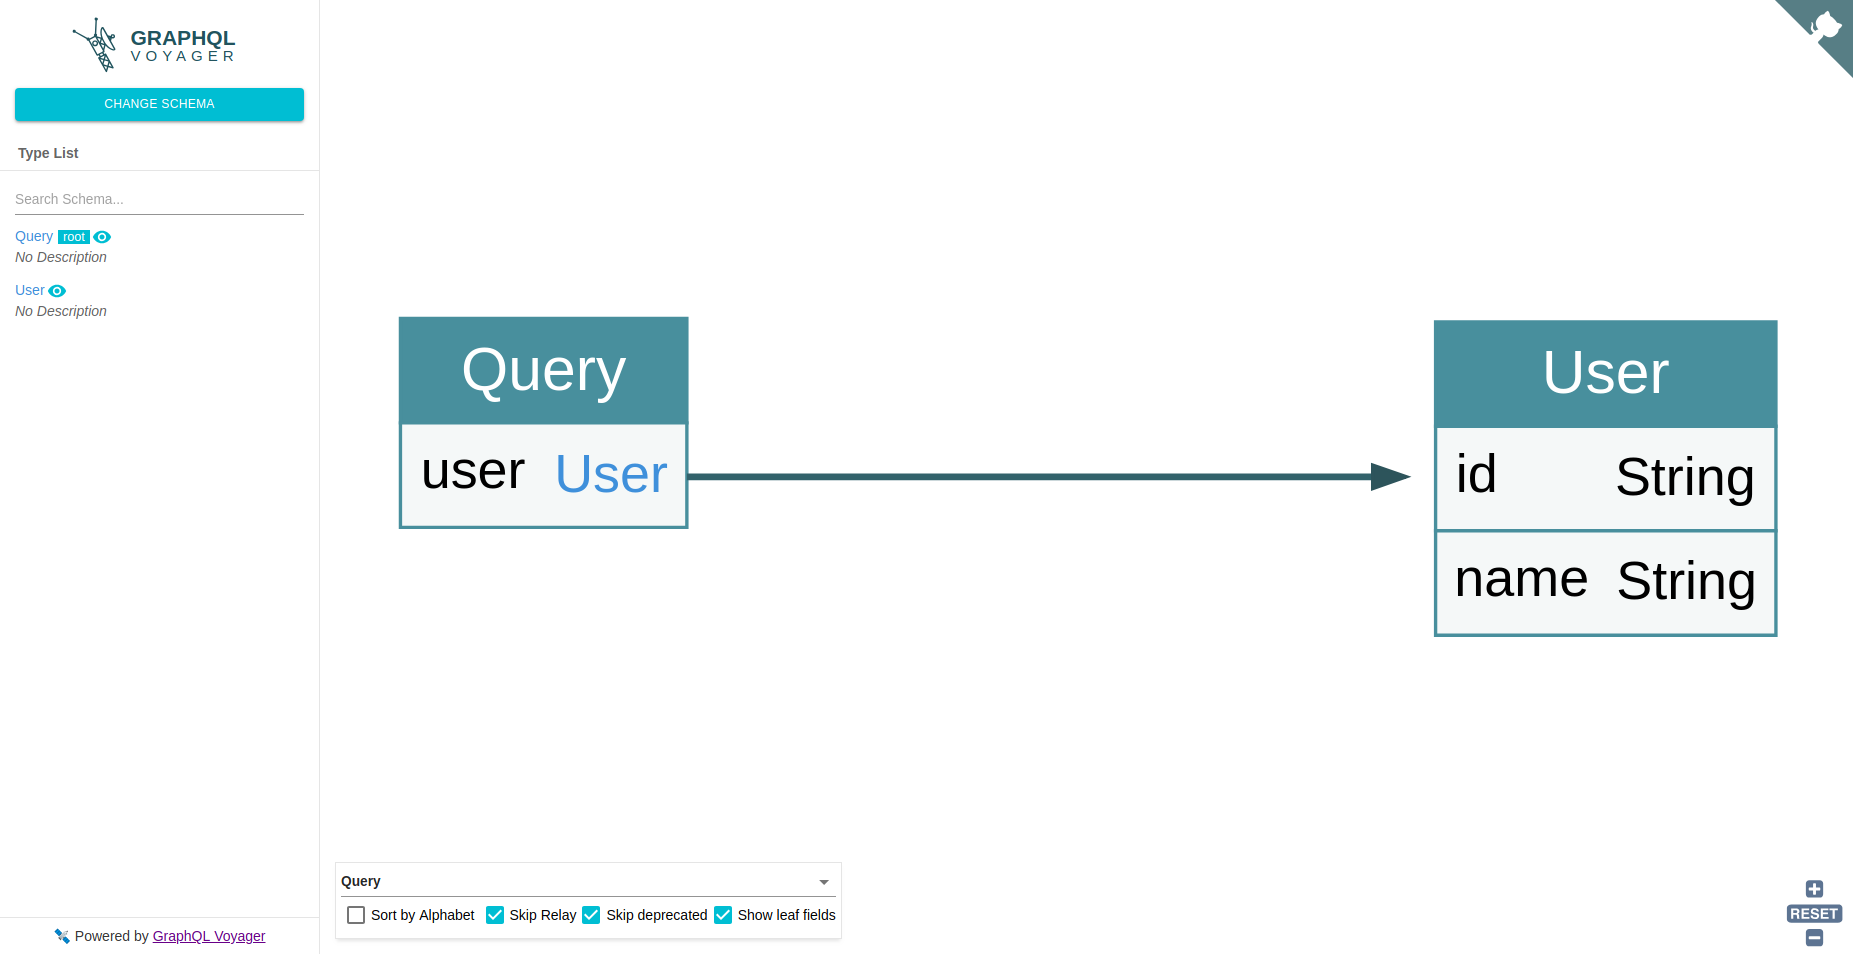 GRAPHQL
VOYAGER
CHANGE SCHEMA
Type List
Search Schema...
Query root
No Description
User
No Description
Query
user User
User
id String
name String
Query
Sort by Alphabet Skip Relay Skip deprecated Show leaf fields
RESET
Powered by GraphQL Voyager